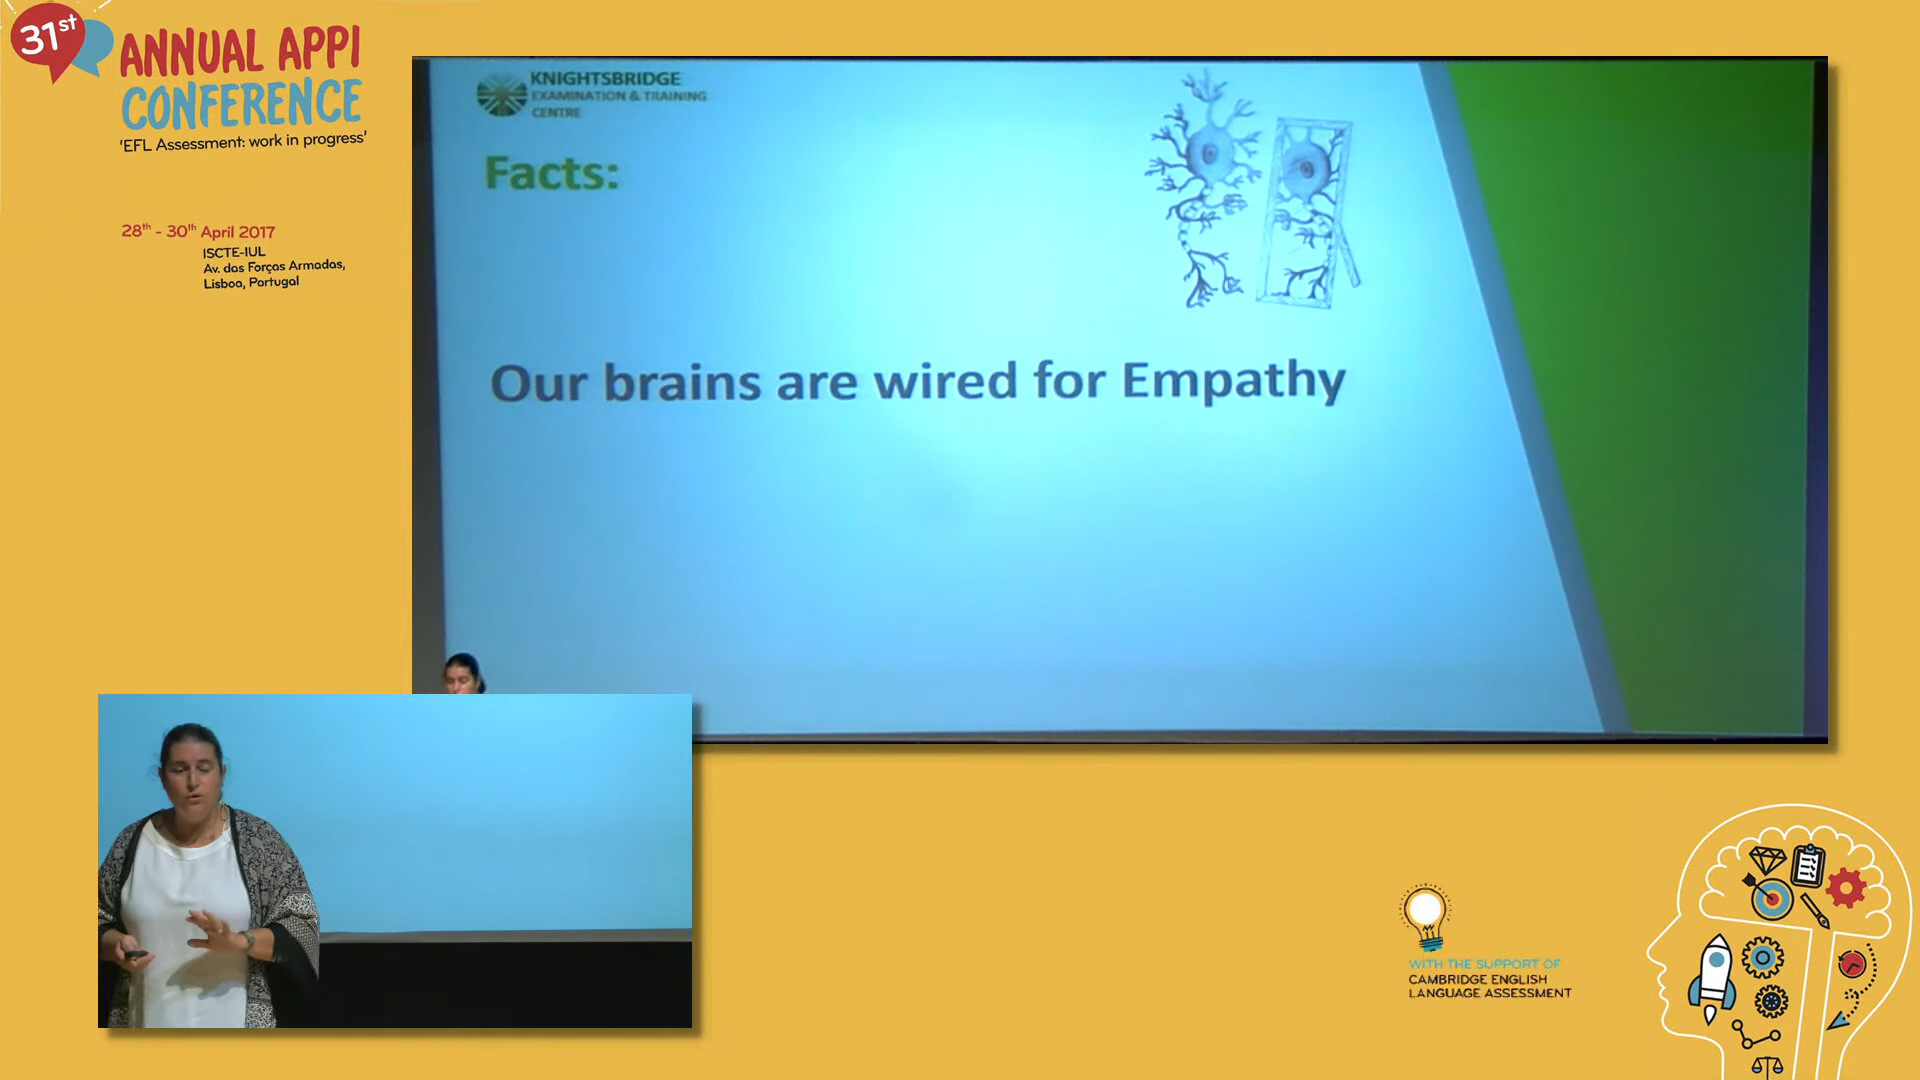 31st
ANNUAL APPI
CONFERENCE
'EFL Assessment: work in progress'
28th - 30th April 2017
ISCTE-IUL
Av. das Forças Armadas,
Lisboa, Portugal
KNIGHTSBRIDGE
EXAMINATION & TRAINING
CENTRE
Facts:
Our brains are wired for Empathy
WITH THE SUPPORT OF
CAMBRIDGE ENGLISH
LANGUAGE ASSESSMENT